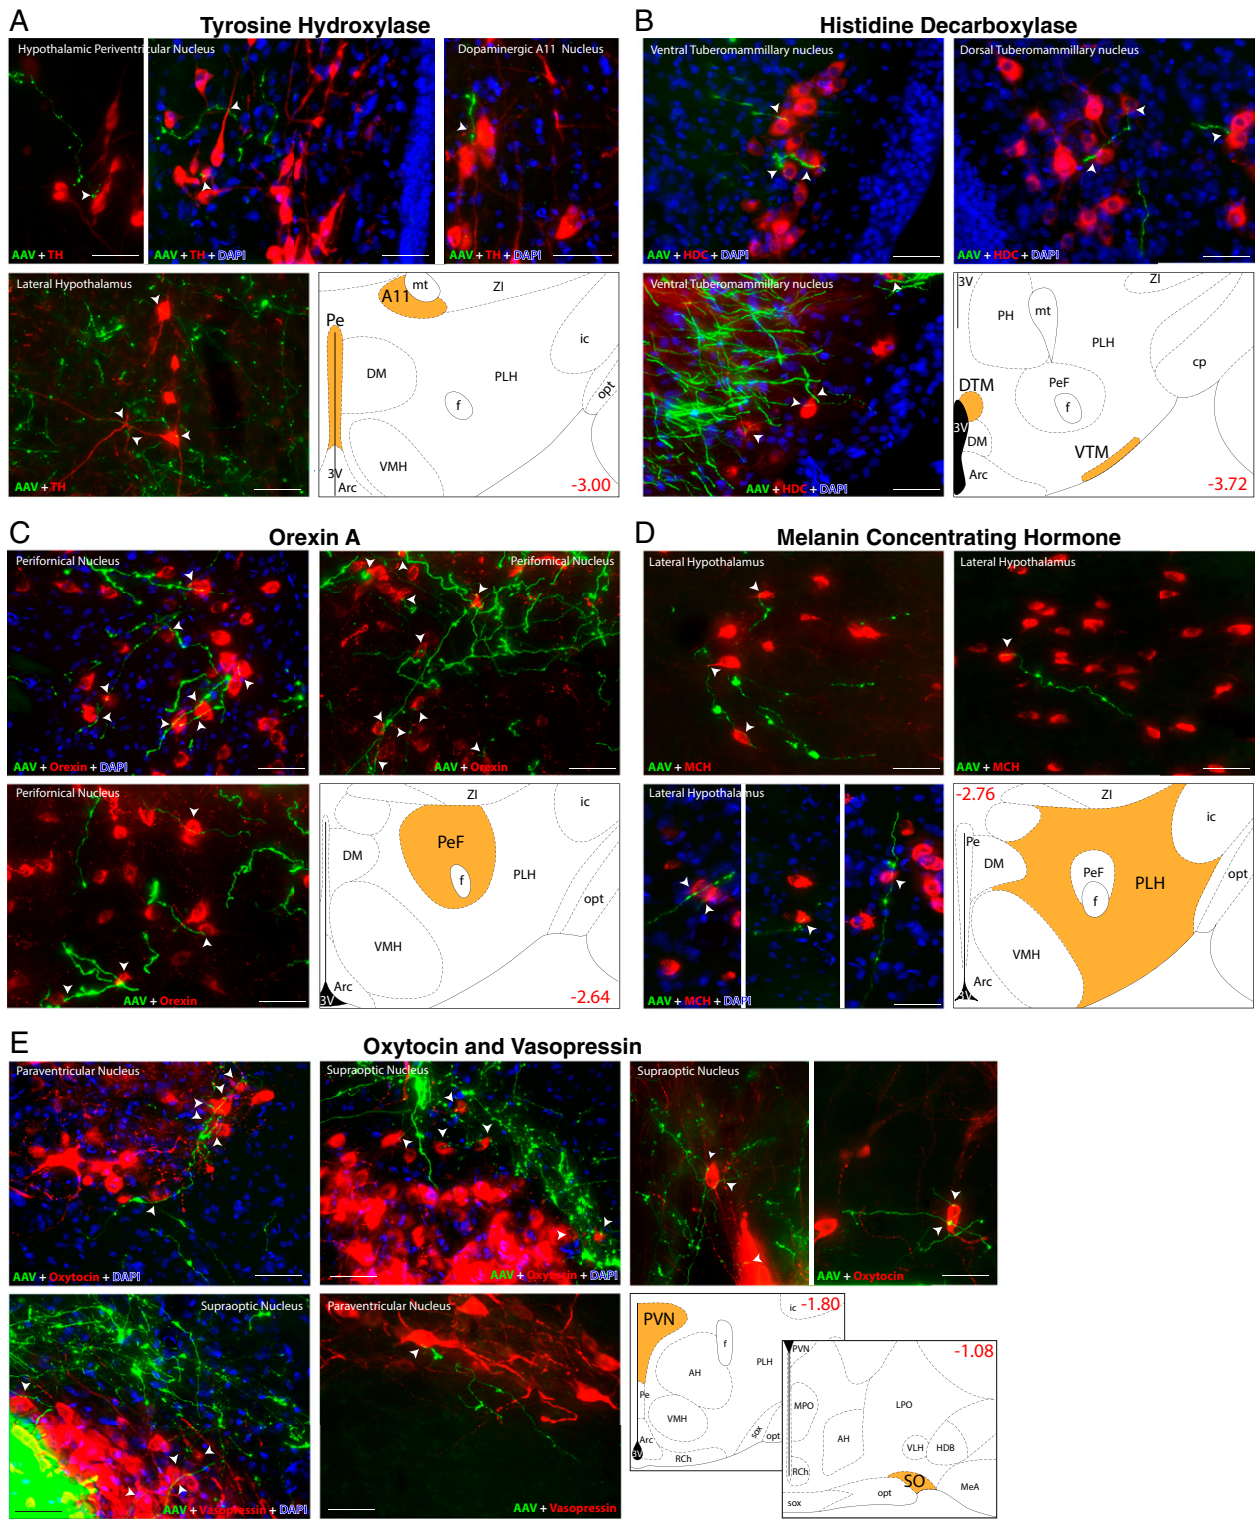 A
Tyrosine Hydroxylase
Hypothalamic Periventricular Nucleus
Dopaminergic A11 Nucleus
AAV + TH
AAV + TH + DAPI
AAV + TH + DAPI
Lateral Hypothalamus
AAV + TH
A11
mt
ZI
Pe
ic
DM
PLH
opt
f
VMH
3V
Arc
-3.00
B
Histidine Decarboxylase
Ventral Tuberomammillary nucleus
Dorsal Tuberomammillary nucleus
AAV + HDC + DAPI
AAV + HDC + DAPI
Ventral Tuberomammillary nucleus
AAV + HDC + DAPI
3V
ZI
PH
mt
PLH
cp
PeF
DTM
f
3V
DM
VTM
Arc
-3.72
C
Orexin A
Perifornical Nucleus
Perifornical Nucleus
AAV + Orexin + DAPI
AAV + Orexin
Perifornical Nucleus
AAV + Orexin
ZI
ic
PeF
DM
PLH
f
opt
VMH
Arc
3V
-2.64
D
Melanin Concentrating Hormone
Lateral Hypothalamus
Lateral Hypothalamus
AAV + MCH
AAV + MCH
Lateral Hypothalamus
AAV + MCH + DAPI
-2.76
ZI
ic
Pe
DM
PeF
PLH
opt
f
VMH
Arc
3V
E
Oxytocin and Vasopressin
Paraventricular Nucleus
Supraoptic Nucleus
Supraoptic Nucleus
AAV + Oxytocin + DAPI
AAV + Oxytocin + DAPI
AAV + Oxytocin
Supraoptic Nucleus
Paraventricular Nucleus
AAV + Vasopressin + DAPI
AAV + Vasopressin
ic
-1.80
PVN
f
AH
PLH
Pe
VMH
sox
opt
Arc
3V
RCh
PVN
-1.08
MPO
LPO
AH
VLH
HDB
RCh
SO
MeA
sox
opt